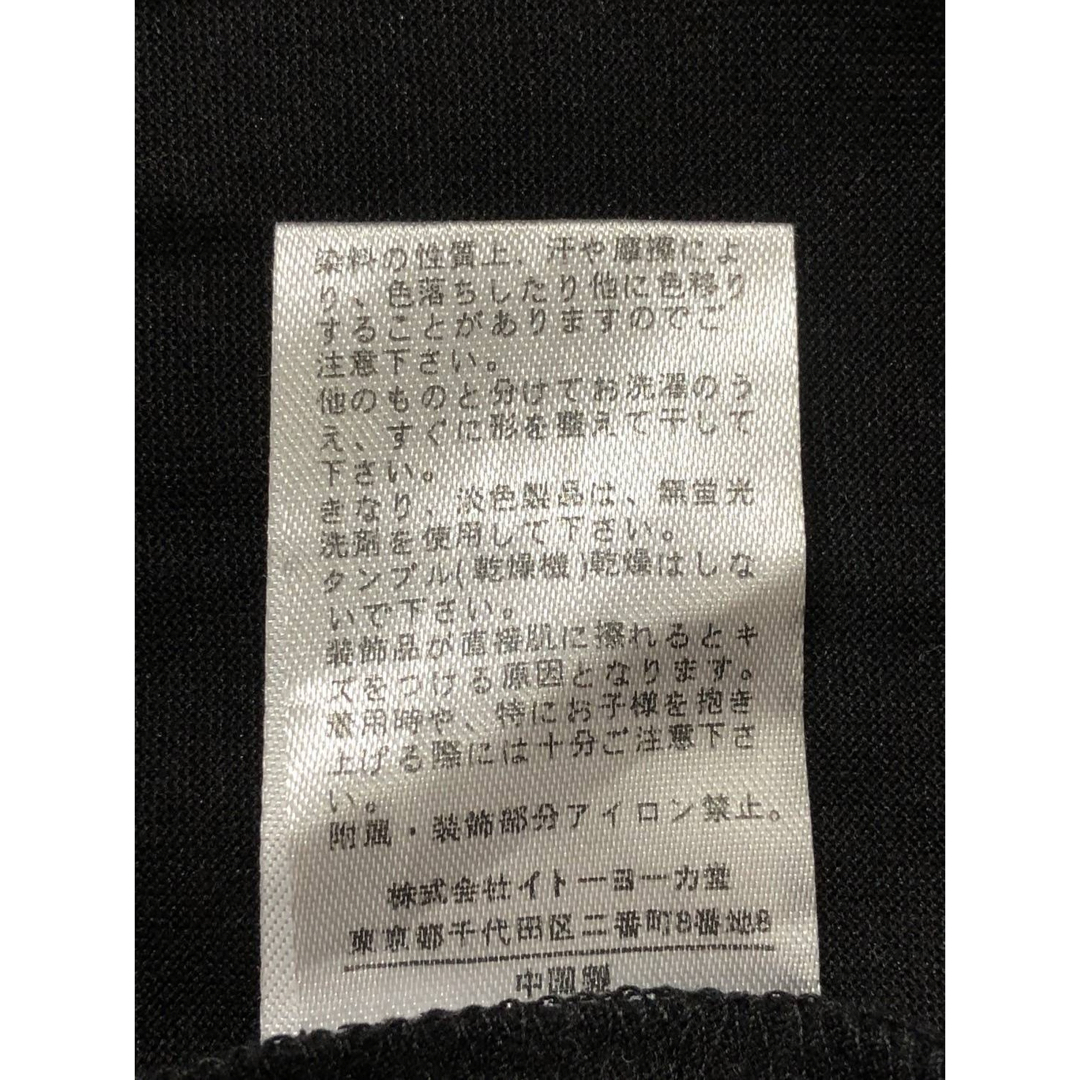 染料の性質上、汗や摩擦によ
り、色落ちしたり他に色移り
することがありますのでご
注意下さい。
他のものと分けてお洗濯のう
え、すぐに形を整えて干して
下さい。
きなり、淡色製品は、無蛍光
洗剤を使用して下さい。
タンブル(乾燥機)乾燥はしな
いで下さい。
装飾品が直接肌に擦れるとキ
ズをつける原因となります。
着用時や、特にお子様を抱き
上げる際には十分ご注意下さ
い。
附属・装飾部分アイロン禁止。
株式会社イトーヨーカ堂
東京都千代田区二番町8番地8
中国製